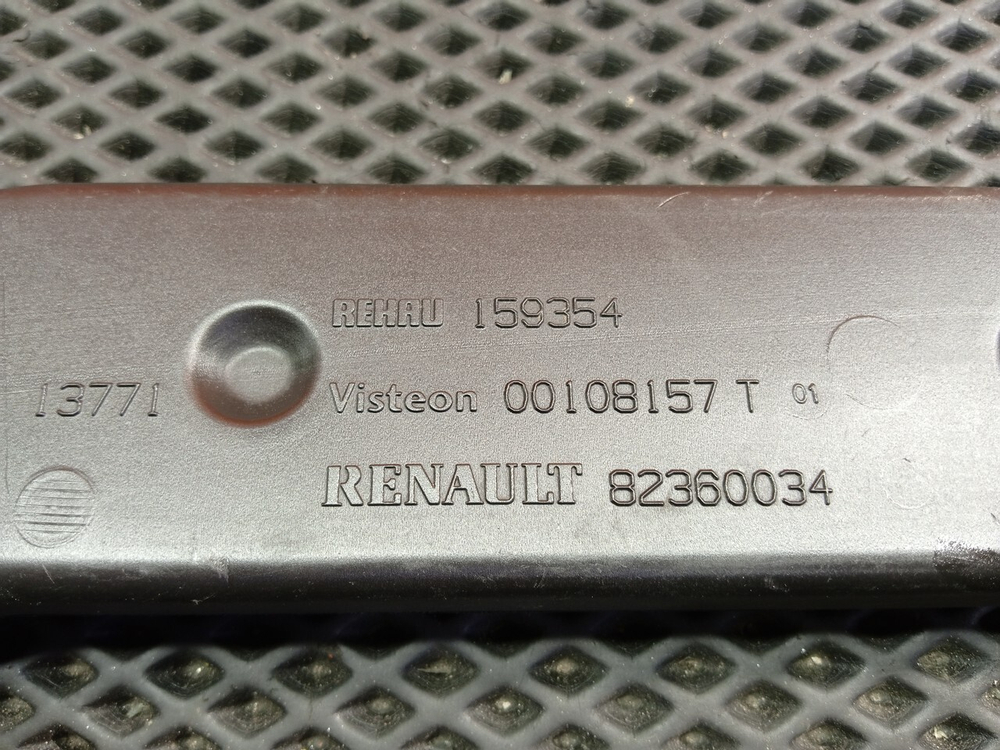 REHAU 159354
13771 Visteon 00108157 T 01
RENAULT 82360034